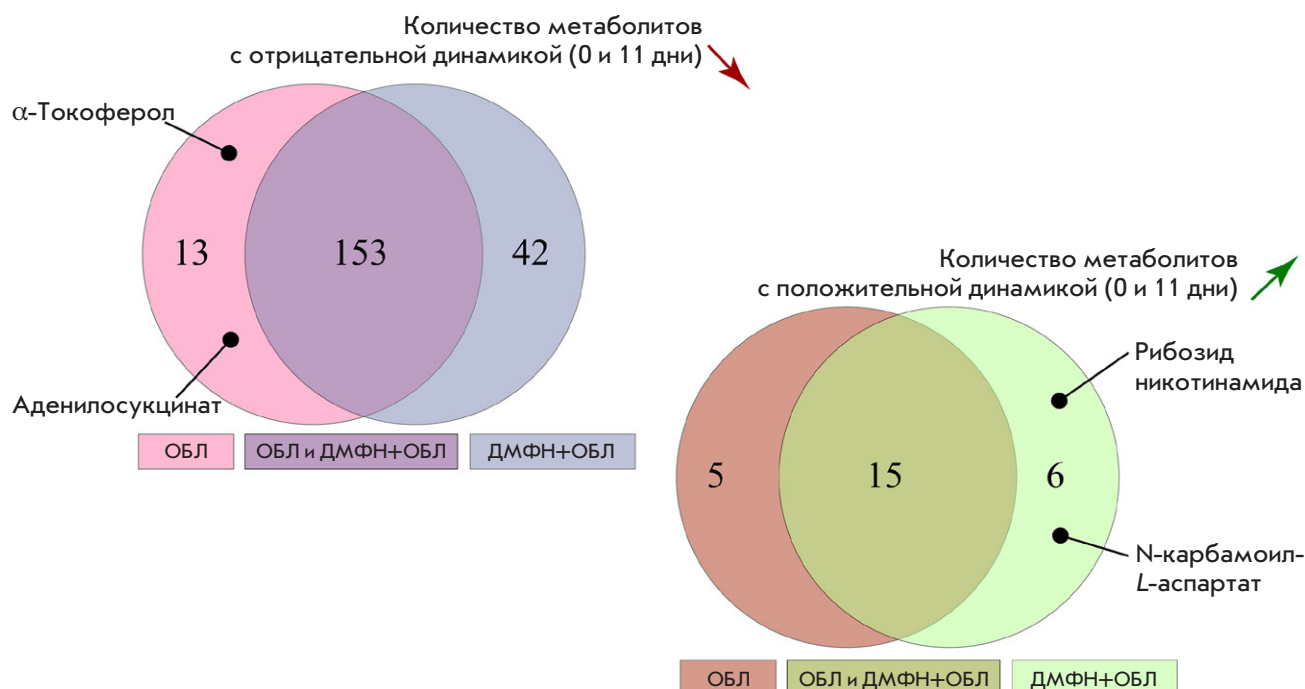 Количество метаболитов
с отрицательной динамикой (0 и 11 дни)
α-Токоферол
13
153
42
Аденилосукцинат
ОБЛ
ОБЛ и ДМФН+ОБЛ
ДМФН+ОБЛ
Количество метаболитов
с положительной динамикой (0 и 11 дни)
Рибозид
никотинамида
5
15
6
N-карбамоил-
L-аспартат
ОБЛ
ОБЛ и ДМФН+ОБЛ
ДМФН+ОБЛ